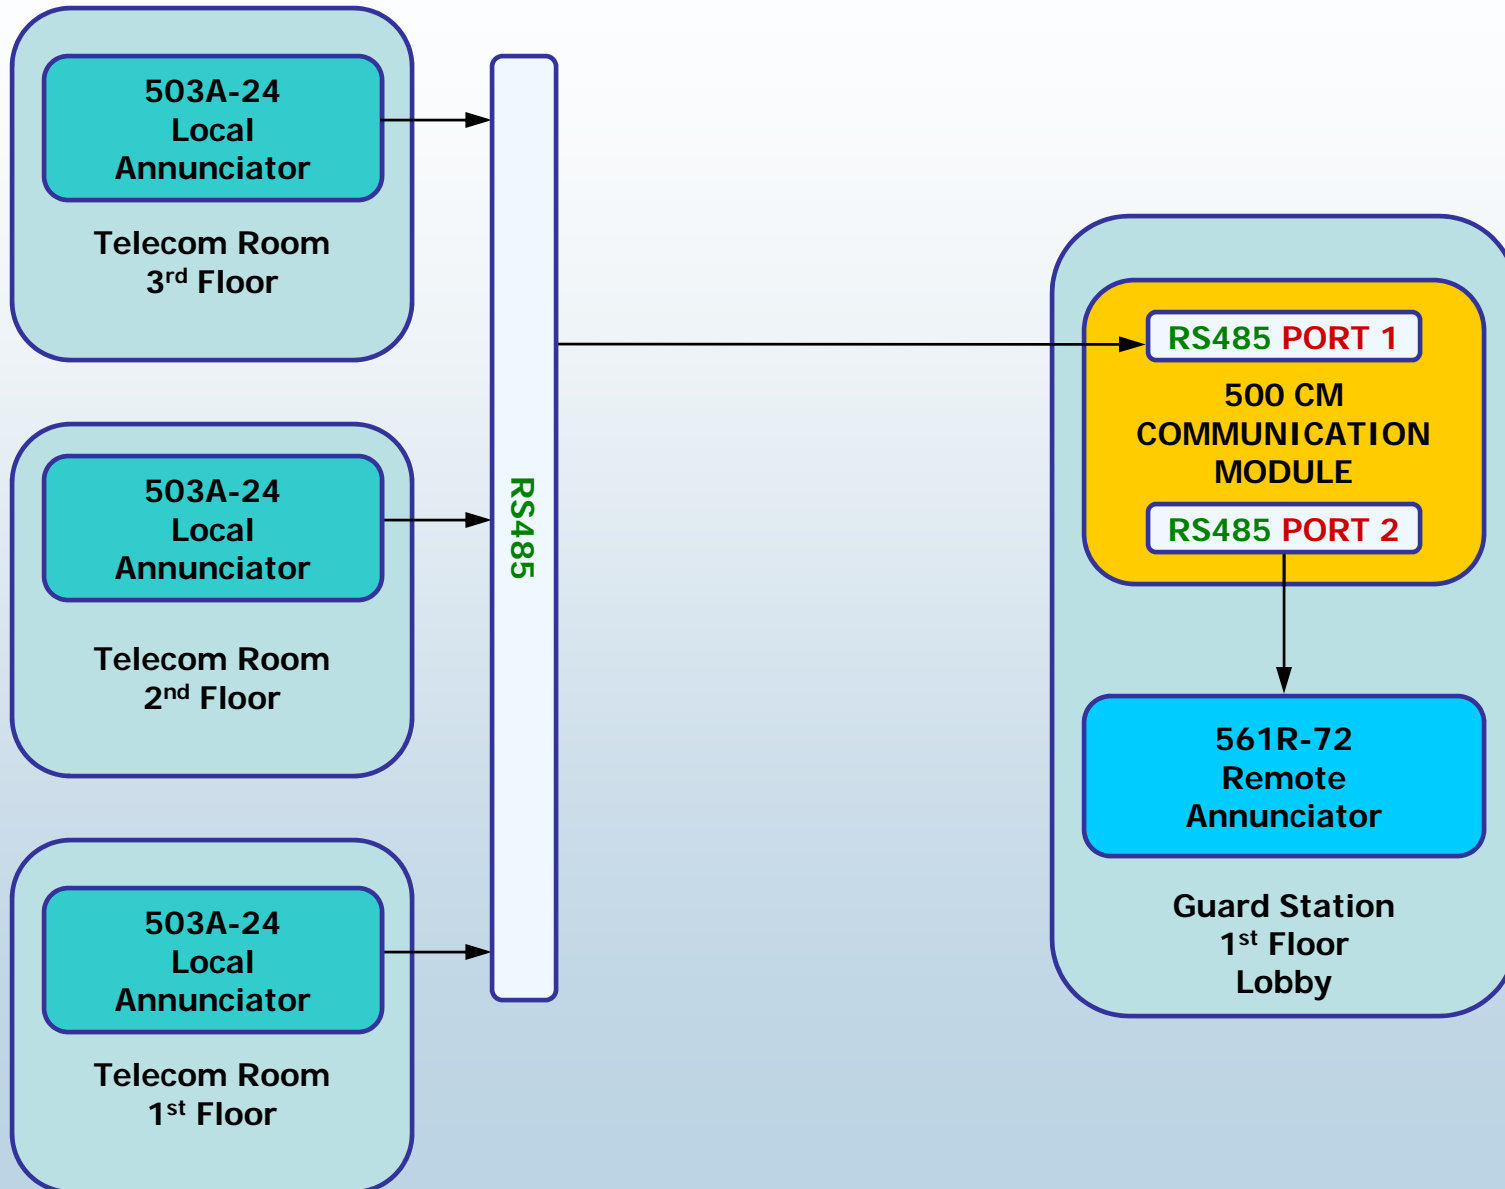 503A-24
Local
Annunciator
Telecom Room
3rd Floor
503A-24
Local
Annunciator
Telecom Room
2nd Floor
503A-24
Local
Annunciator
Telecom Room
1st Floor
RS485
RS485 PORT 1
500 CM
COMMUNICATION
MODULE
RS485 PORT 2
561R-72
Remote
Annunciator
Guard Station
1st Floor
Lobby